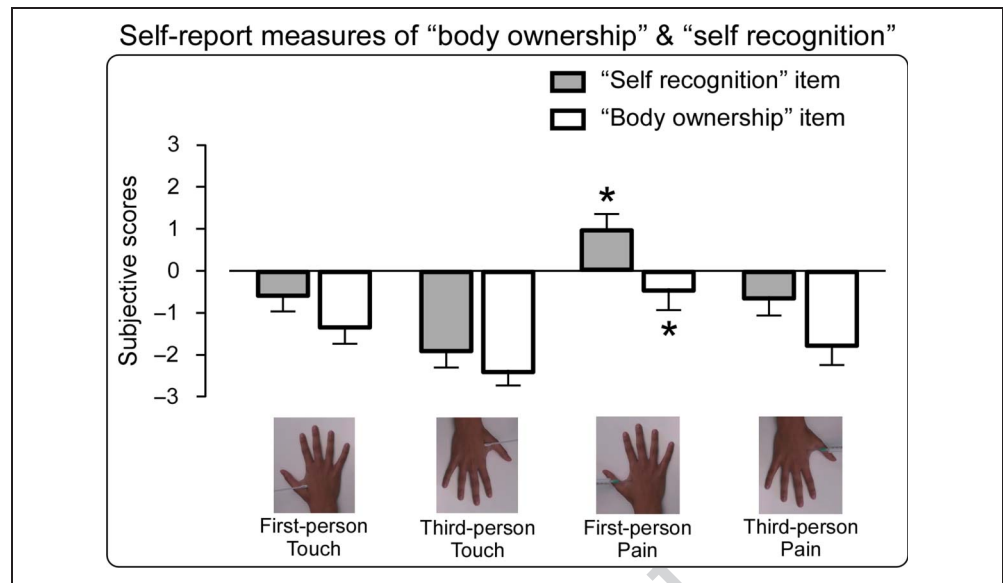 Self-report measures of “body ownership” & “self recognition”
“Self recognition” item
“Body ownership” item
Subjective scores
3
2
1
0
–1
–2
–3
*
*
First-person
Touch
Third-person
Touch
First-person
Pain
Third-person
Pain